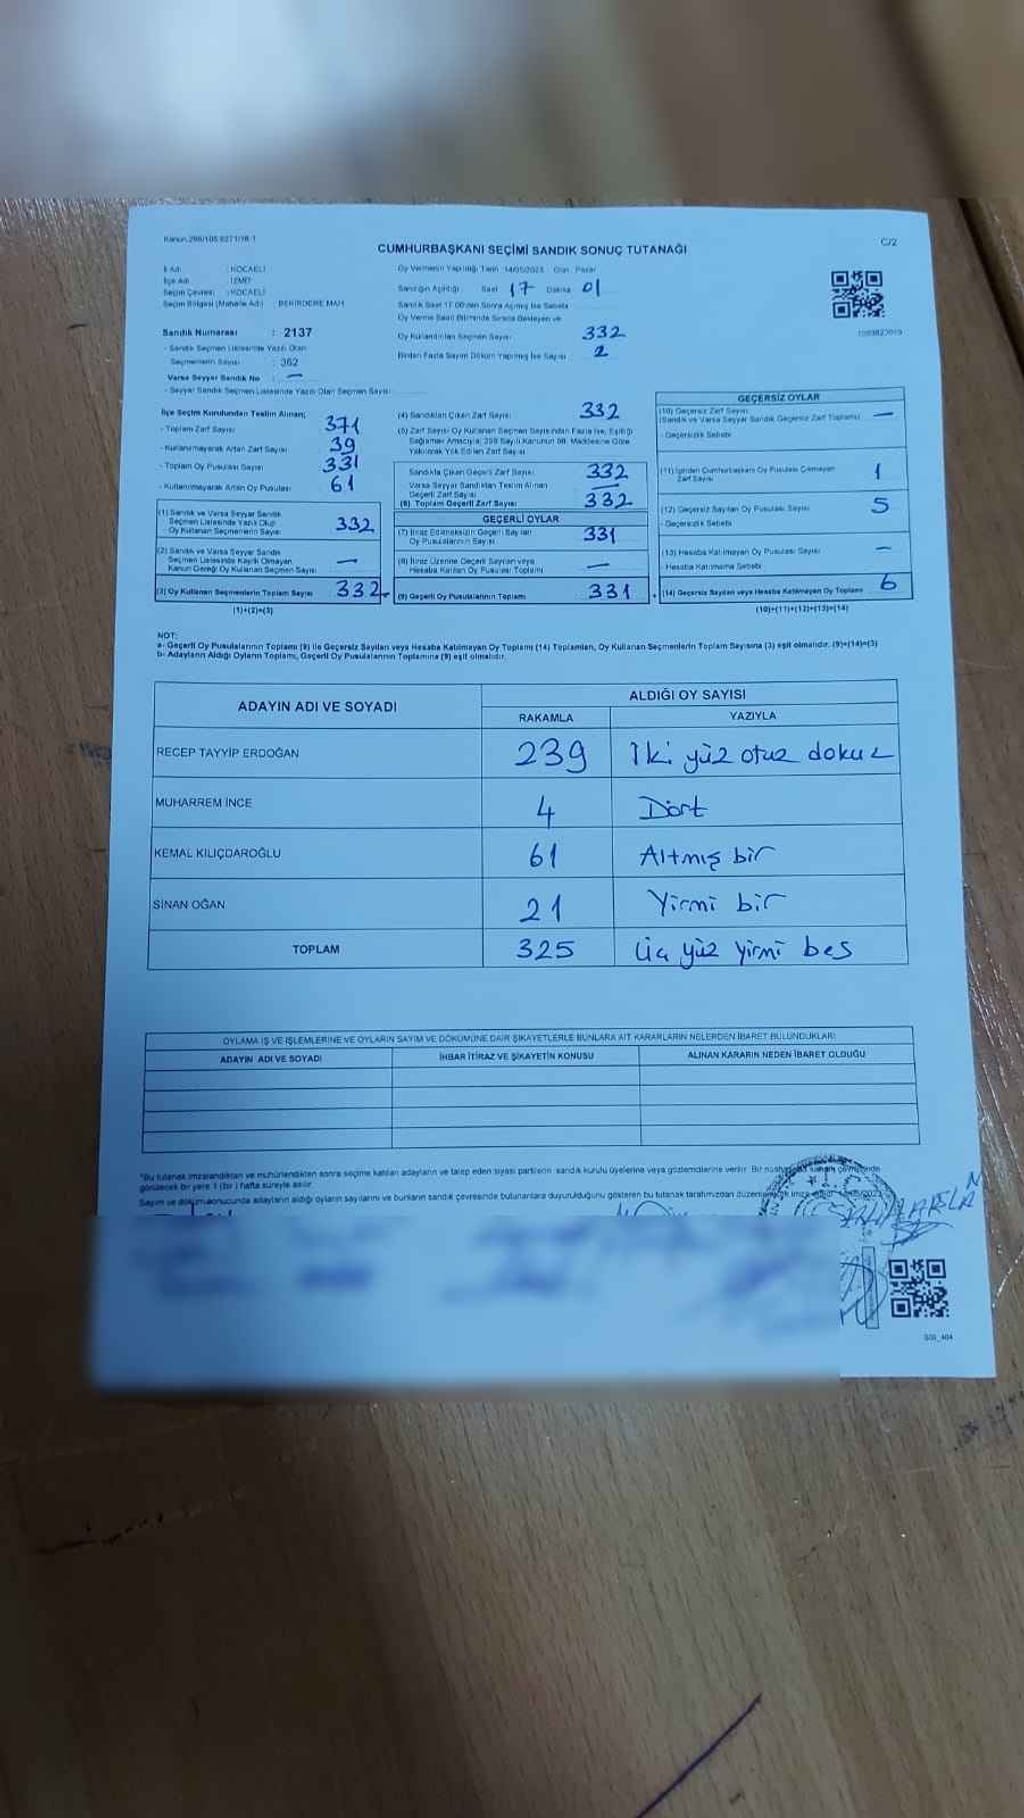 Kanun 298/105.6271/16-1
C/2
CUMHURBAŞKANI SEÇİMİ SANDIK SONUÇ TUTANAĞI
İl Adı : KOCAELİ
İlçe Adı : İZMİT
Seçim Çevresi : KOCAELİ
Seçim Bölgesi (Mahalle Adı) : BEKİRDERE MAH.
Sandık Numarası : 2137
- Sandık Seçmen Listesinde Yazılı Olan
Seçmenlerin Sayısı : 362
Varsa Seyyar Sandık No : —
- Seyyar Sandık Seçmen Listesinde Yazılı Olan Seçmen Sayısı
Oy Vermenin Yapıldığı Tarih :14/05/2023 Gün : Pazar
Sandığın Açıldığı : Saat 17 Dakika 01
Sandık Saat 17.00'den Sonra Açılmış İse Sebebi
Oy Verme Saati Bitiminde Sırada Bekleyen ve
Oy Kullandırılan Seçmen Sayısı : 332
Birden Fazla Sayım Döküm Yapılmış İse Sayısı : 2
İlçe Seçim Kurulundan Teslim Alınan;
- Toplam Zarf Sayısı : 371
- Kullanılmayarak Artan Zarf Sayısı : 39
- Toplam Oy Pusulası Sayısı : 331
- Kullanılmayarak Artan Oy Pusulası : 61
(1) Sandık ve Varsa Seyyar Sandık
Seçmen Listesinde Yazılı Olup
Oy Kullanan Seçmenlerin Sayısı 332
(2) Sandık ve Varsa Seyyar Sandık
Seçmen Listesinde Kayıtlı Olmayan
Kanun Gereği Oy Kullanan Seçmen Sayısı —
(3) Oy Kullanan Seçmenlerin Toplam Sayısı 332
(1)+(2)=(3)
(4) Sandıktan Çıkan Zarf Sayısı : 332
(5) Zarf Sayısı Oy Kullanan Seçmen Sayısından Fazla İse, Eşitliği
Sağlamak Amacıyla; 298 Sayılı Kanunun 98. Maddesine Göre
Yakılarak Yok Edilen Zarf Sayısı
Sandıkta Çıkan Geçerli Zarf Sayısı 332
Varsa Seyyar Sandıktan Teslim Alınan
Geçerli Zarf Sayısı —
(6) Toplam Geçerli Zarf Sayısı 332
GEÇERLİ OYLAR
(7) İtiraz Edilmeksizin Geçerli Sayılan
Oy Pusulalarının Sayısı 331
(8) İtiraz Üzerine Geçerli Sayılan veya
Hesaba Katılan Oy Pusulası Toplamı —
(9) Geçerli Oy Pusulalarının Toplamı 331
GEÇERSİZ OYLAR
(10) Geçersiz Zarf Sayısı
(Sandık ve Varsa Seyyar Sandık Geçersiz Zarf Toplamı) —
- Geçersizlik Sebebi
(11) İçinden Cumhurbaşkanı Oy Pusulası Çıkmayan
Zarf Sayısı 1
(12) Geçersiz Sayılan Oy Pusulası Sayısı 5
- Geçersizlik Sebebi
(13) Hesaba Katılmayan Oy Pusulası Sayısı —
- Hesaba Katılmama Sebebi
(14) Geçersiz Sayılan veya Hesaba Katılmayan Oy Toplamı 6
(10)+(11)+(12)+(13)=(14)
NOT:
a- Geçerli Oy Pusulalarının Toplamı (9) ile Geçersiz Sayılan veya Hesaba Katılmayan Oy Toplamı (14) Toplamları, Oy Kullanan Seçmenlerin Toplam Sayısına (3) eşit olmalıdır. (9)+(14)=(3)
b- Adayların Aldığı Oyların Toplamı, Geçerli Oy Pusulalarının Toplamına (9) eşit olmalıdır.
ADAYIN ADI VE SOYADI
ALDIĞI OY SAYISI
RAKAMLA YAZIYLA
RECEP TAYYİP ERDOĞAN 239 İki yüz otuz dokuz
MUHARREM İNCE 4 Dört
KEMAL KILIÇDAROĞLU 61 Altmış bir
SİNAN OĞAN 21 Yirmi bir
TOPLAM 325 Üç yüz yirmi beş
OYLAMA İŞ VE İŞLEMLERİNE VE OYLARIN SAYIM VE DÖKÜMÜNE DAİR ŞİKAYETLERLE BUNLARA AİT KARARLARIN NELERDEN İBARET BULUNDUKLARI
ADAYIN ADI VE SOYADI İHBAR İTİRAZ VE ŞİKAYETİN KONUSU ALINAN KARARIN NEDEN İBARET OLDUĞU
*Bu tutanak imzalandıktan ve mühürlendikten sonra seçime katılan adayların ve talep eden siyasi partilerin sandık kurulu üyelerine veya gözlemcilerine verilir. Bir nüshası da sandık çevresinde
görülecek bir yere 1 (bir) hafta süreyle asılır.
Sayım ve döküm sonucunda adayların aldığı oyların sayılarını ve bunların sandık çevresinde bulunanlara duyurulduğunu gösteren bu tutanak tarafımızdan
T.C.